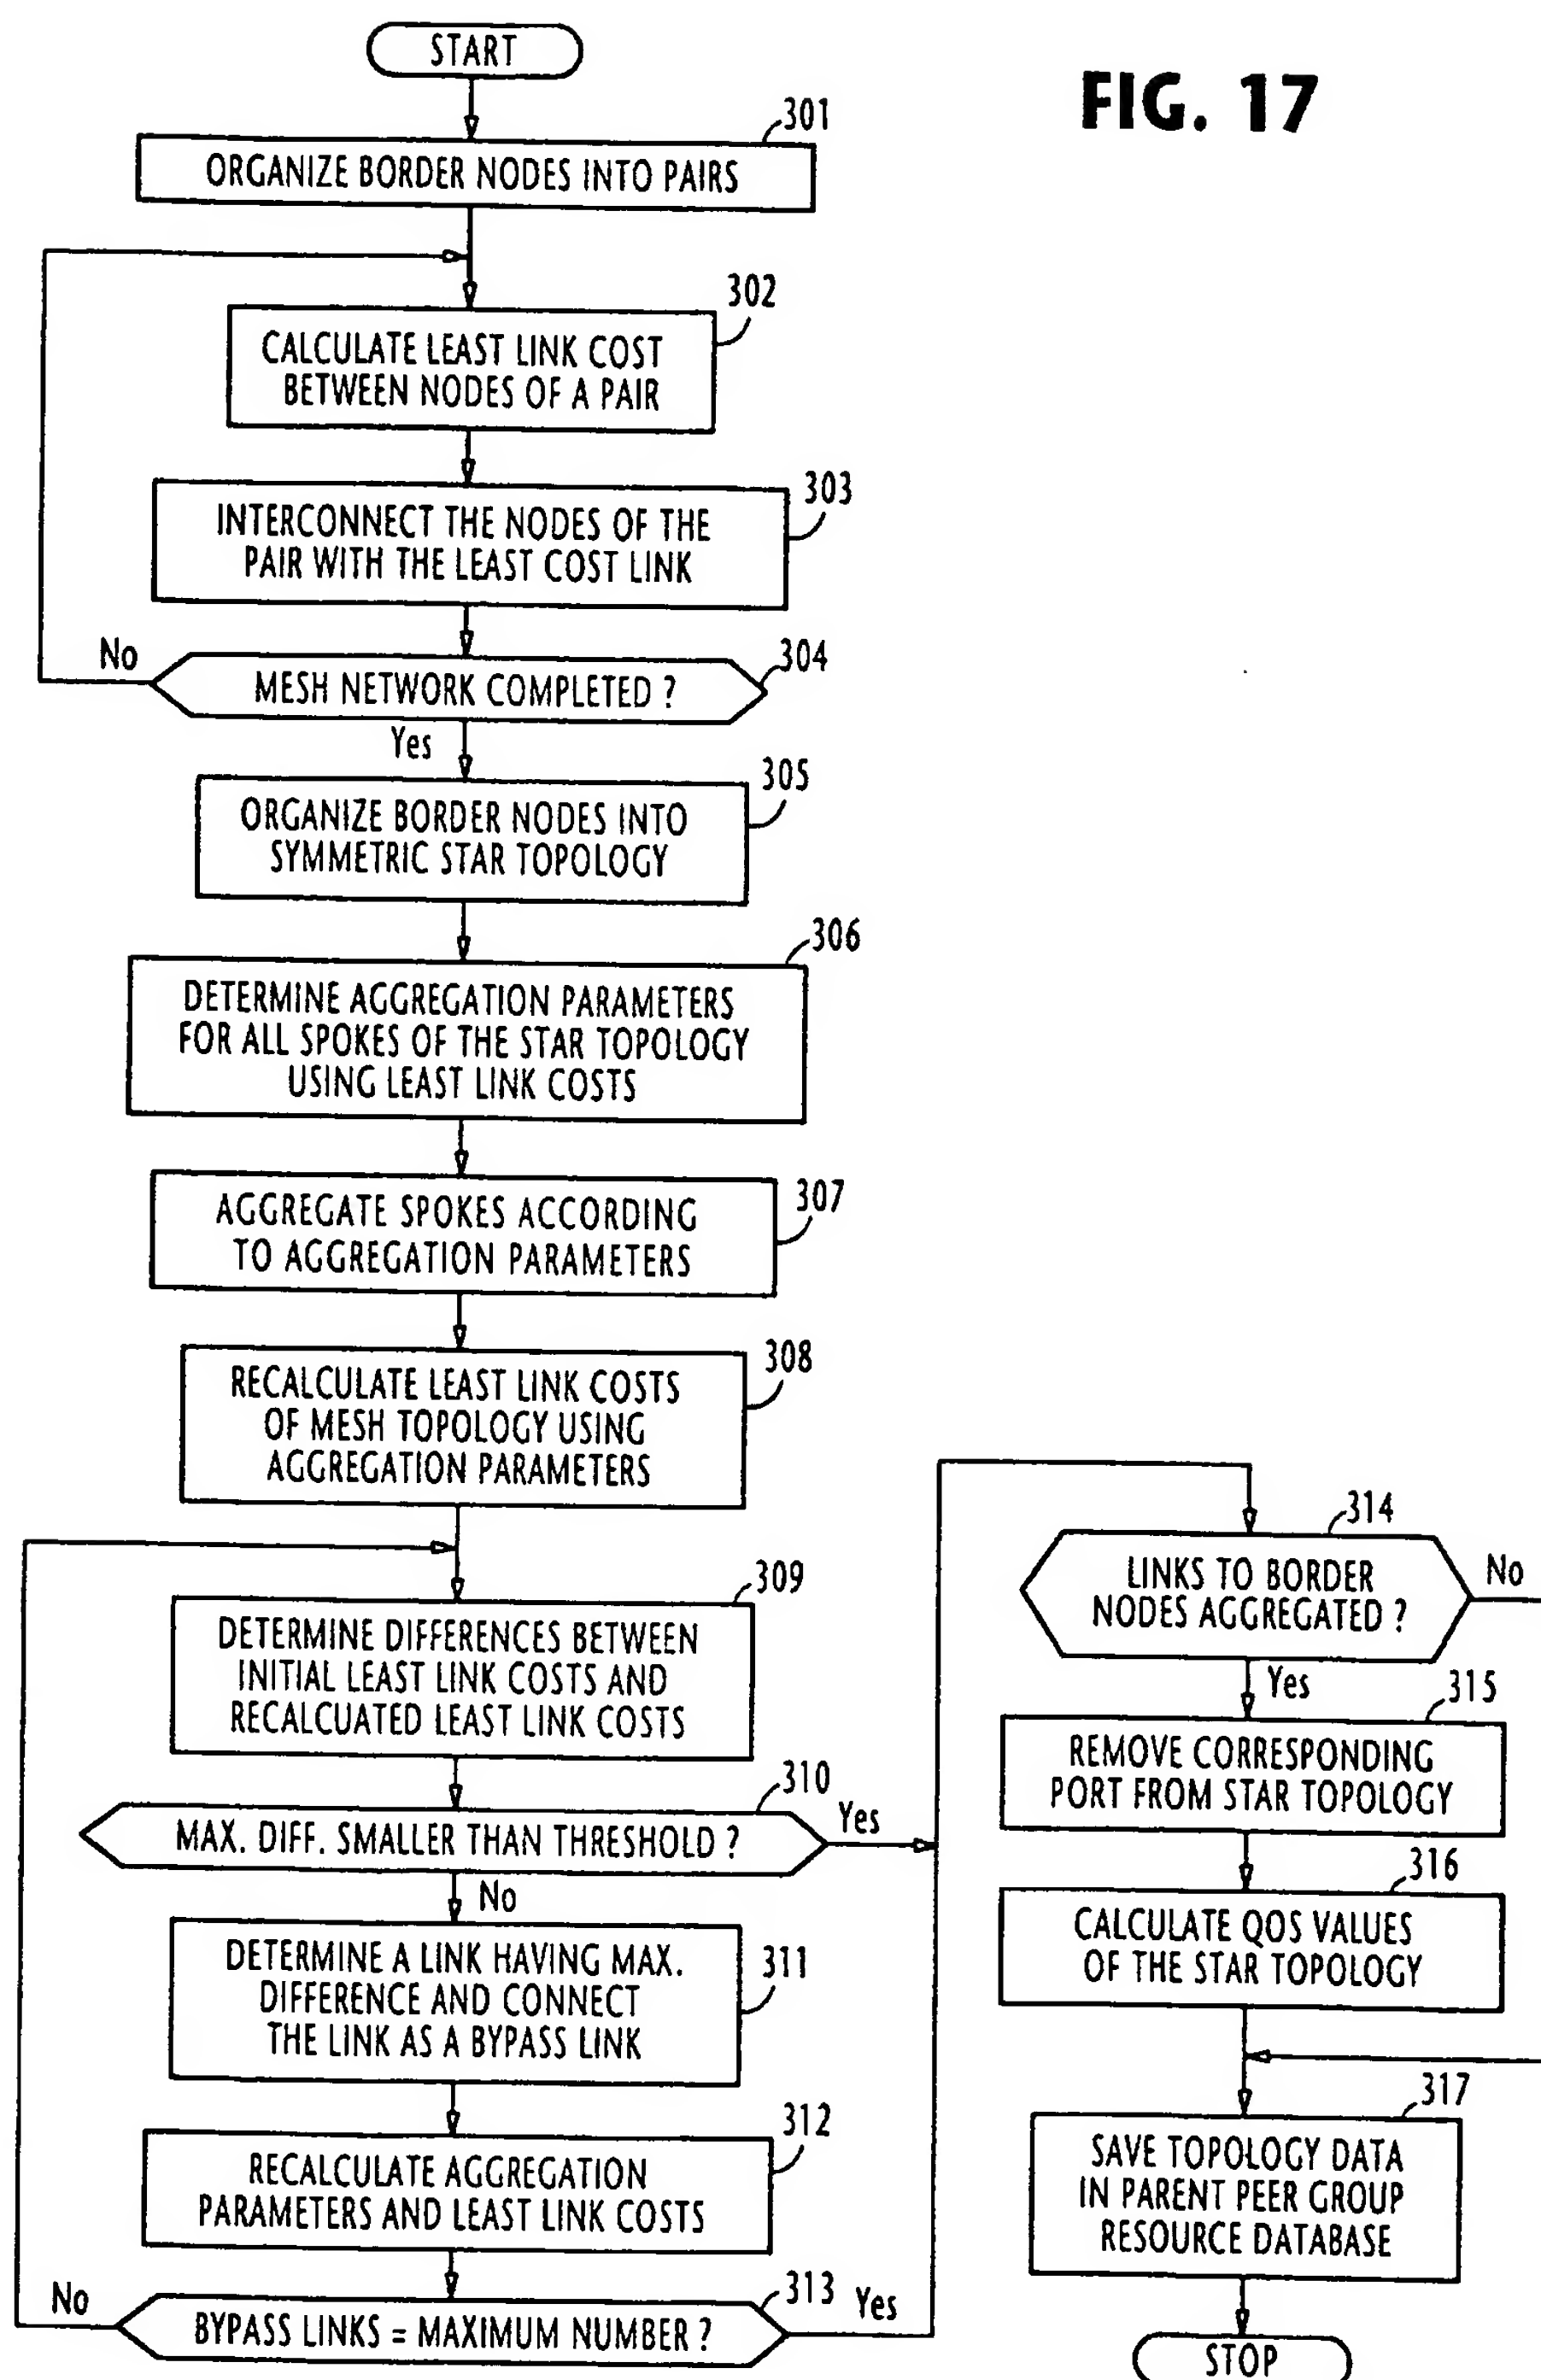 START
FIG. 17
301
ORGANIZE BORDER NODES INTO PAIRS
302
CALCULATE LEAST LINK COST
BETWEEN NODES OF A PAIR
303
INTERCONNECT THE NODES OF THE
PAIR WITH THE LEAST COST LINK
No
304
MESH NETWORK COMPLETED ?
Yes
305
ORGANIZE BORDER NODES INTO
SYMMETRIC STAR TOPOLOGY
306
DETERMINE AGGREGATION PARAMETERS
FOR ALL SPOKES OF THE STAR TOPOLOGY
USING LEAST LINK COSTS
307
AGGREGATE SPOKES ACCORDING
TO AGGREGATION PARAMETERS
308
RECALCULATE LEAST LINK COSTS
OF MESH TOPOLOGY USING
AGGREGATION PARAMETERS
309
DETERMINE DIFFERENCES BETWEEN
INITIAL LEAST LINK COSTS AND
RECALCUATED LEAST LINK COSTS
310
MAX. DIFF. SMALLER THAN THRESHOLD ?
Yes
No
311
DETERMINE A LINK HAVING MAX.
DIFFERENCE AND CONNECT
THE LINK AS A BYPASS LINK
312
RECALCULATE AGGREGATION
PARAMETERS AND LEAST LINK COSTS
No
313
Yes
BYPASS LINKS = MAXIMUM NUMBER ?
314
LINKS TO BORDER
NODES AGGREGATED ?
No
Yes
315
REMOVE CORRESPONDING
PORT FROM STAR TOPOLOGY
316
CALCULATE QOS VALUES
OF THE STAR TOPOLOGY
317
SAVE TOPOLOGY DATA
IN PARENT PEER GROUP
RESOURCE DATABASE
STOP